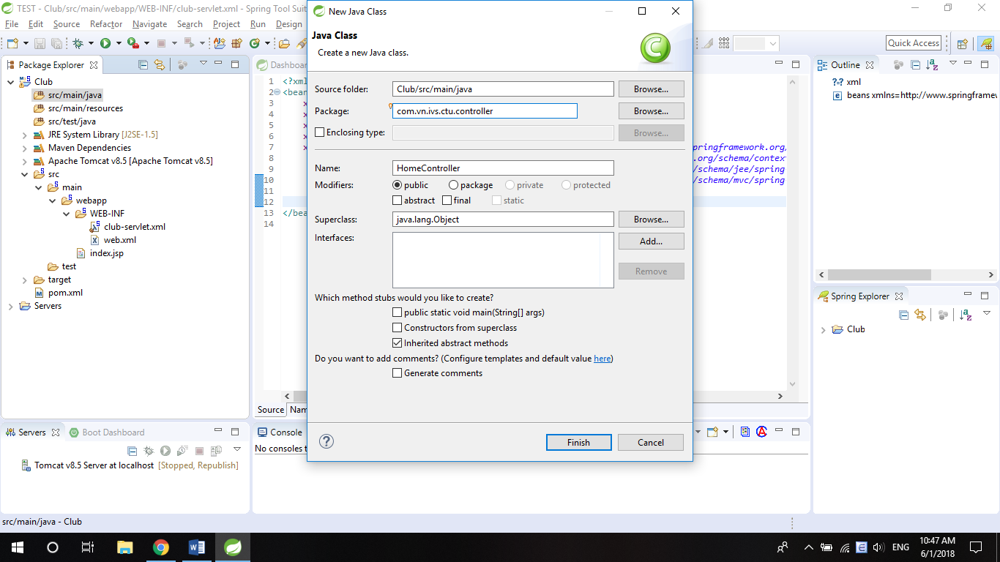 TEST - Club/src/main/webapp/WEB-INF/club-servlet.xml - Spring Tool Suit
File Edit Source Refactor Navigate Search Project Run Design
Quick Access
Package Explorer
Club
src/main/java
src/main/resources
src/test/java
JRE System Library [J2SE-1.5]
Maven Dependencies
Apache Tomcat v8.5 [Apache Tomcat v8.5]
src
main
webapp
WEB-INF
club-servlet.xml
web.xml
index.jsp
test
target
pom.xml
Servers
Servers
Boot Dashboard
Tomcat v8.5 Server at localhost [Stopped, Republish]
src/main/java - Club
Dashboar
1 <?xml
2 <bean
3 x
4 x
5 x
6 x
7 x
8
9
10
11
12
13 </bea
14
pringframework.org/
.org/schema/context
/schema/jee/spring
/schema/mvc/spring
Source Nam
Console
No consoles t
New Java Class
Java Class
Create a new Java class.
Source folder: Club/src/main/java Browse...
Package: com.vn.ivs.ctu.controller Browse...
Enclosing type: Browse...
Name: HomeController
Modifiers: public package private protected
abstract final static
Superclass: java.lang.Object Browse...
Interfaces: Add...
Remove
Which method stubs would you like to create?
public static void main(String[] args)
Constructors from superclass
Inherited abstract methods
Do you want to add comments? (Configure templates and default value here)
Generate comments
Finish Cancel
Outline
xml
beans xmlns=http://www.springframew
Spring Explorer
Club
ENG
10:47 AM
6/1/2018